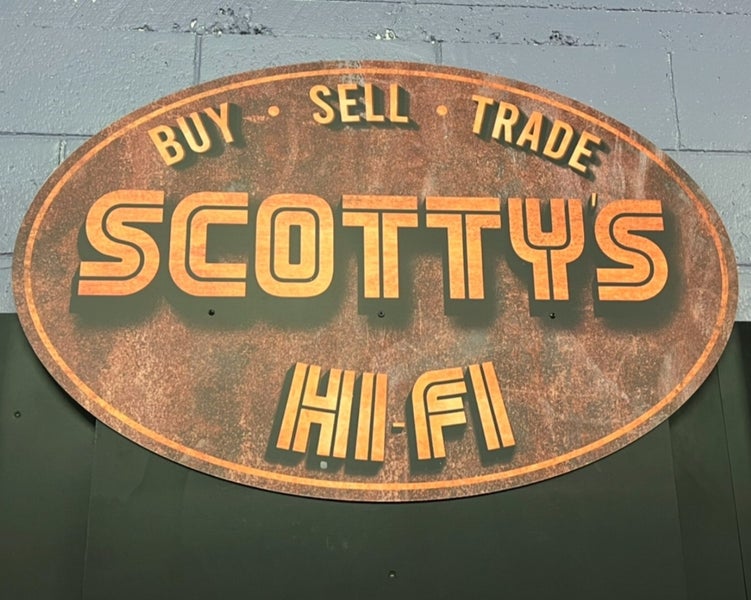 BUY · SELL · TRADE
SCOTTY'S
HI-FI